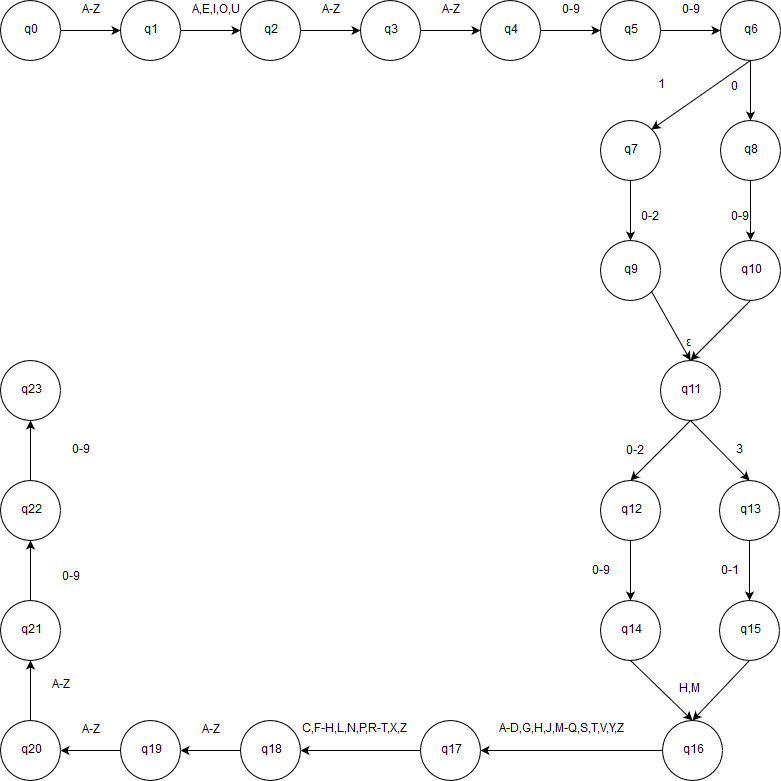 A-Z A,E,I,O,U A-Z A-Z 0-9 0-9
q0 q1 q2 q3 q4 q5 q6
1 0
q7 q8
0-2 0-9
q9 q10
ε
q23 q11
0-9 0-2 3
q22 q12 q13
0-9 0-9 0-1
q21 q14 q15
A-Z H,M
A-Z A-Z C,F-H,L,N,P,R-T,X,Z A-D,G,H,J,M-Q,S,T,V,Y,Z
q20 q19 q18 q17 q16